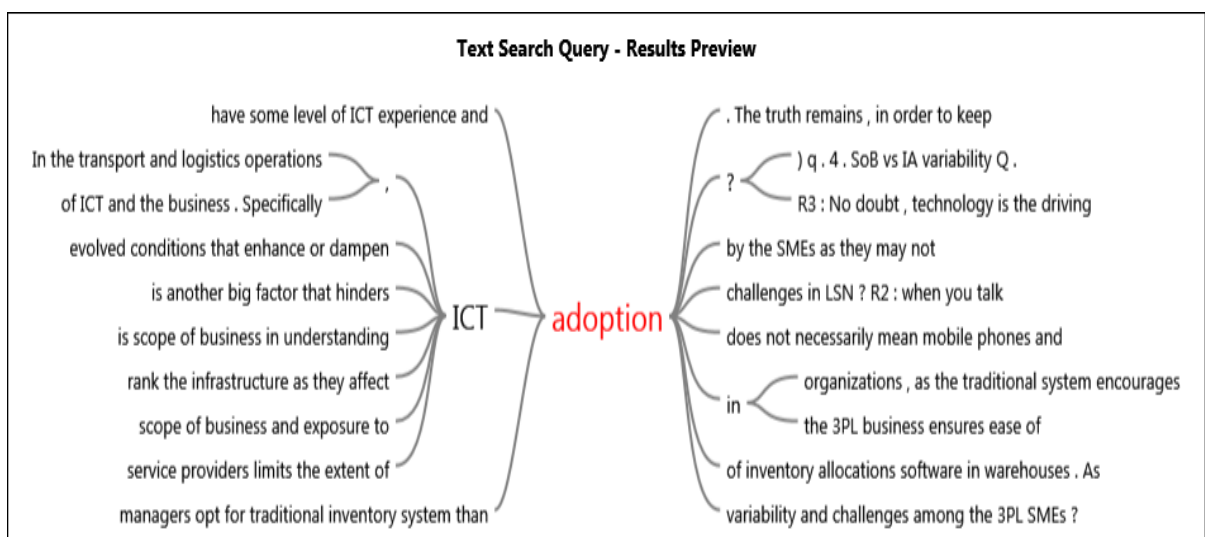 Text Search Query - Results Preview
have some level of ICT experience and
In the transport and logistics operations
of ICT and the business . Specifically
,
evolved conditions that enhance or dampen
is another big factor that hinders
is scope of business in understanding
rank the infrastructure as they affect
scope of business and exposure to
service providers limits the extent of
managers opt for traditional inventory system than
ICT
adoption
. The truth remains , in order to keep
?
) q . 4 . SoB vs IA variability Q .
R3 : No doubt , technology is the driving
by the SMEs as they may not
challenges in LSN ? R2 : when you talk
does not necessarily mean mobile phones and
in
organizations , as the traditional system encourages
the 3PL business ensures ease of
of inventory allocations software in warehouses . As
variability and challenges among the 3PL SMEs ?